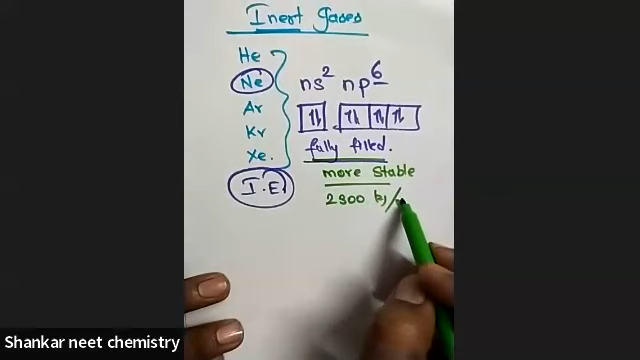 Inert gases
He
Ne
Ar
Kr
Xe.
ns² np⁶
fully filled.
I.E
more stable
2300 kj/
Shankar neet chemistry